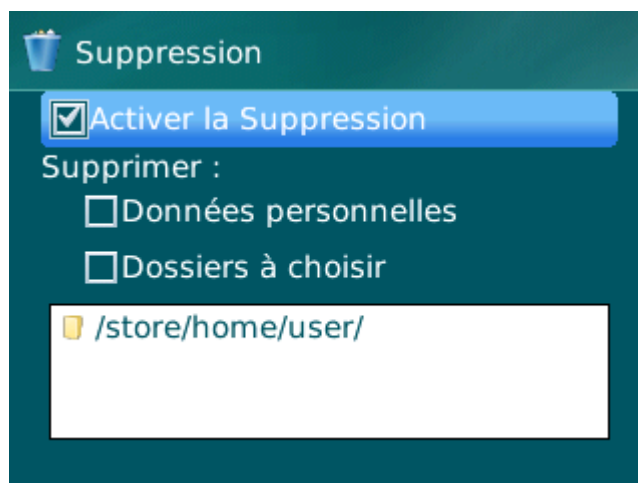 Suppression
Activer la Suppression
Supprimer :
Données personnelles
Dossiers à choisir
/store/home/user/